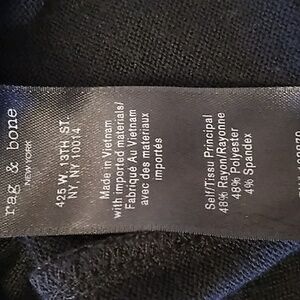 rag & bone
NEW YORK
425 W. 13TH ST.
NY, NY 10014
Made in Vietnam
with imported materials/
Fabriqué Au Vietnam
avec des materiaux
importés
Self/Tissu Principal
48% Rayon/Rayonne
48% Polyester
4% Spandex